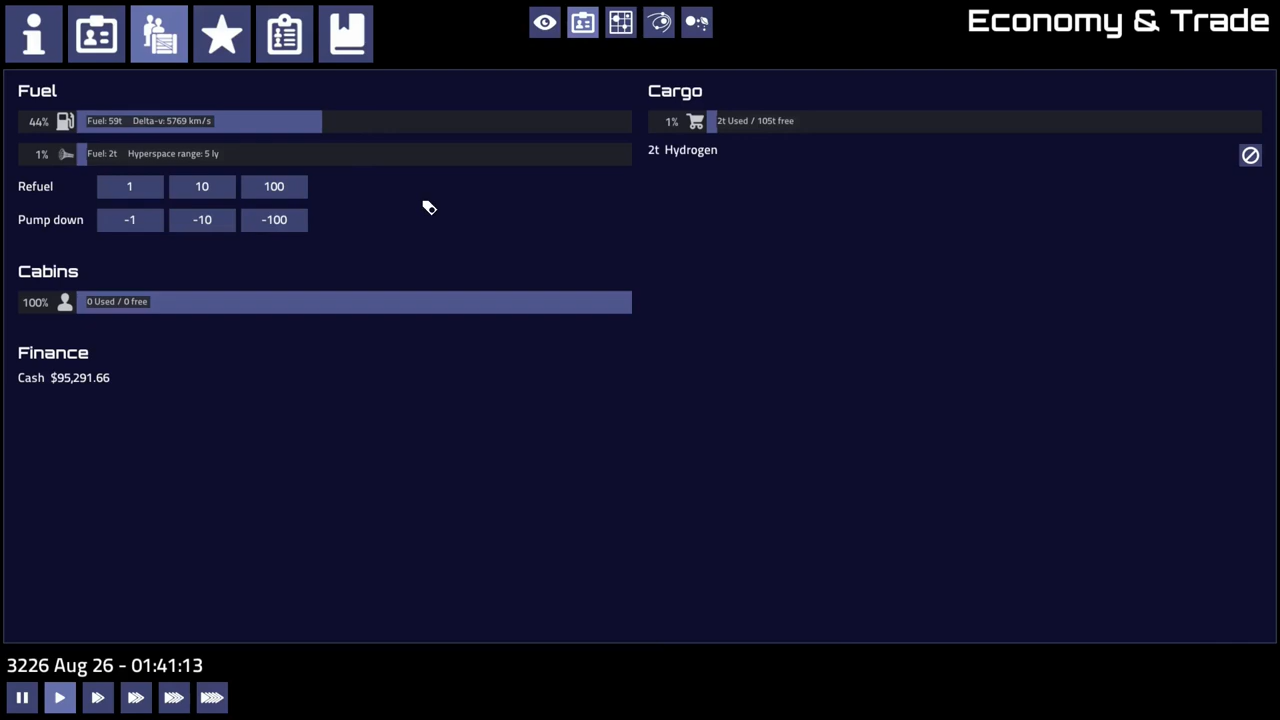 Economy & Trade
Fuel
44% Fuel: 59t Delta-v: 5769 km/s
1% Fuel: 2t Hyperspace range: 5 ly
Refuel 1 10 100
Pump down -1 -10 -100
Cabins
100% 0 Used / 0 free
Finance
Cash $95,291.66
Cargo
1% 2t Used / 105t free
2t Hydrogen
3226 Aug 26 - 01:41:13